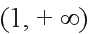 (1, + ∞)